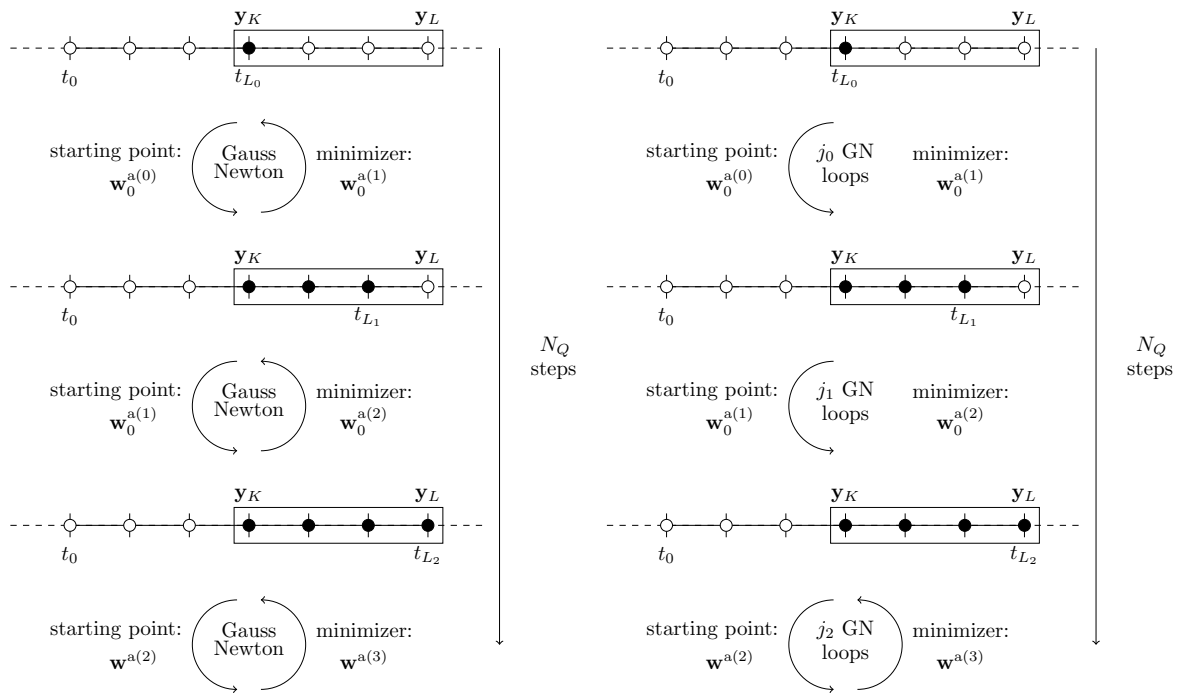 y_K y_L
t_0 t_{L_0}
starting point: Gauss minimizer:
w_0^{a(0)} Newton w_0^{a(1)}
y_K y_L
t_0 t_{L_1}
starting point: Gauss minimizer:
w_0^{a(1)} Newton w_0^{a(2)}
y_K y_L
t_0 t_{L_2}
starting point: Gauss minimizer:
w^{a(2)} Newton w^{a(3)}
N_Q
steps
y_K y_L
t_0 t_{L_0}
starting point: j_0 GN minimizer:
w_0^{a(0)} loops w_0^{a(1)}
y_K y_L
t_0 t_{L_1}
starting point: j_1 GN minimizer:
w_0^{a(1)} loops w_0^{a(2)}
y_K y_L
t_0 t_{L_2}
starting point: j_2 GN minimizer:
w^{a(2)} loops w^{a(3)}
N_Q
steps